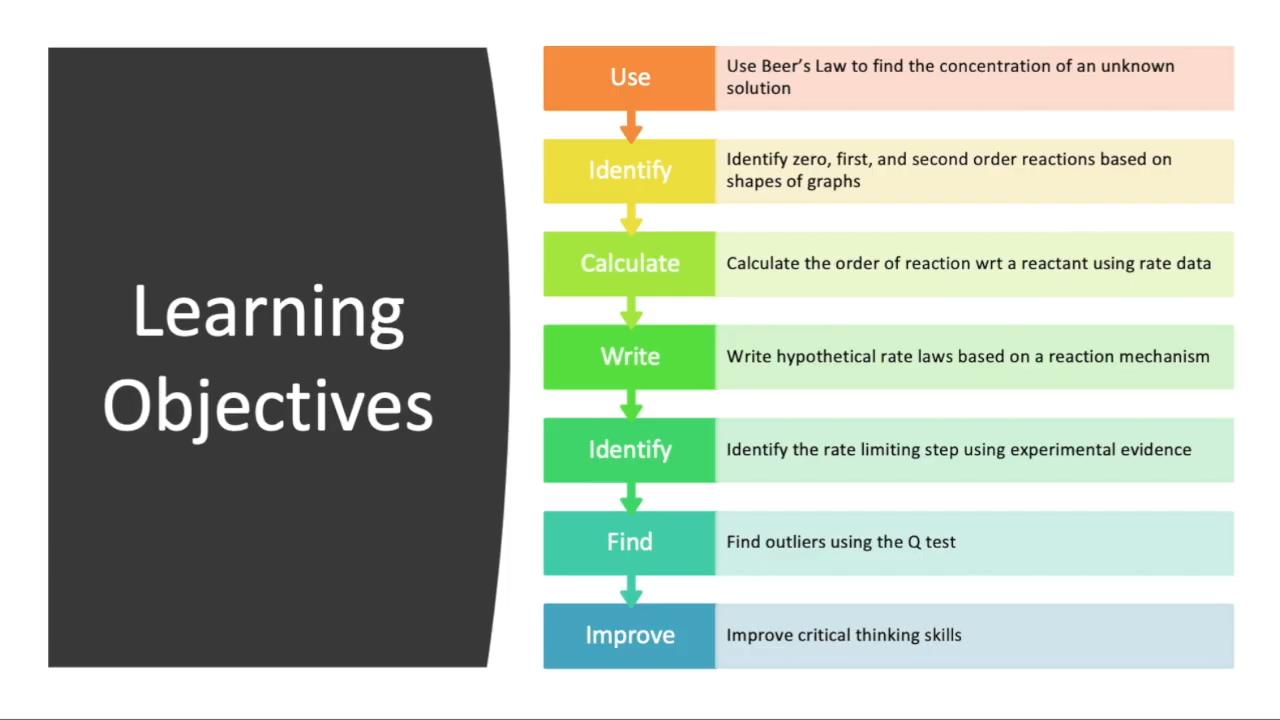 Learning
Objectives
Use
Use Beer’s Law to find the concentration of an unknown
solution
Identify
Identify zero, first, and second order reactions based on
shapes of graphs
Calculate
Calculate the order of reaction wrt a reactant using rate data
Write
Write hypothetical rate laws based on a reaction mechanism
Identify
Identify the rate limiting step using experimental evidence
Find
Find outliers using the Q test
Improve
Improve critical thinking skills